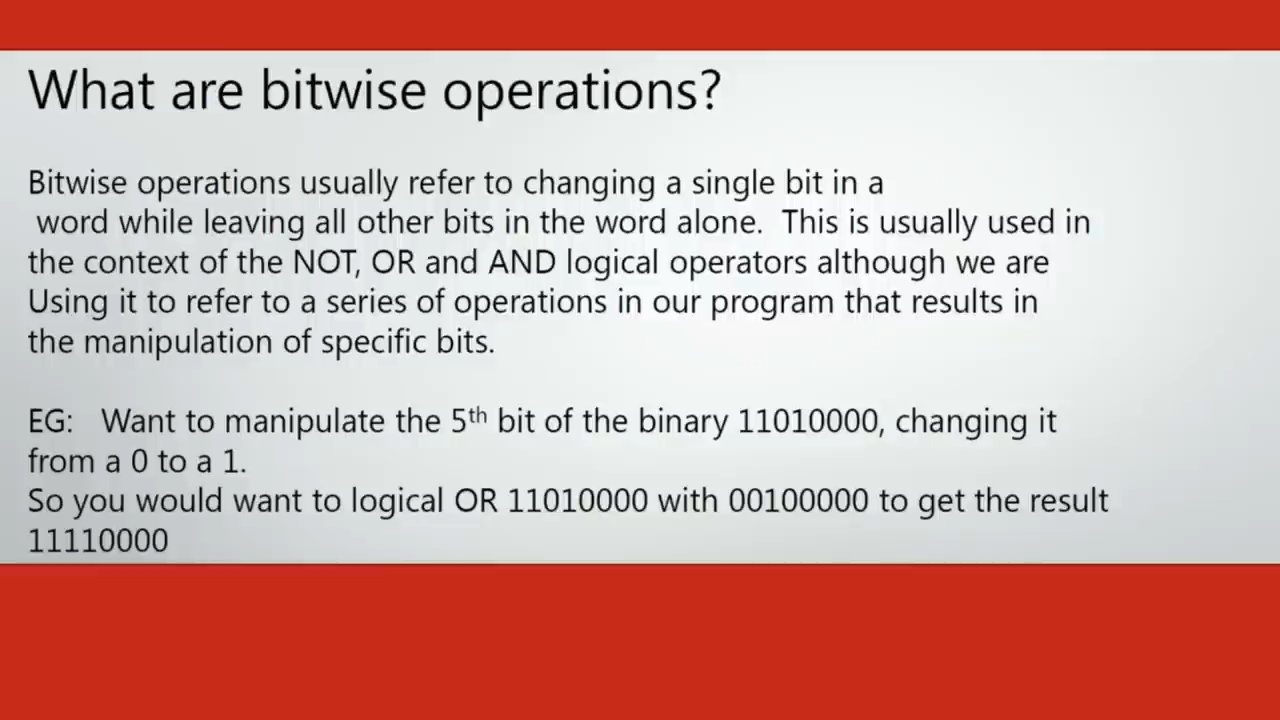 What are bitwise operations?
Bitwise operations usually refer to changing a single bit in a
word while leaving all other bits in the word alone.  This is usually used in
the context of the NOT, OR and AND logical operators although we are
Using it to refer to a series of operations in our program that results in
the manipulation of specific bits.
EG:   Want to manipulate the 5th bit of the binary 11010000, changing it
from a 0 to a 1.
So you would want to logical OR 11010000 with 00100000 to get the result
11110000